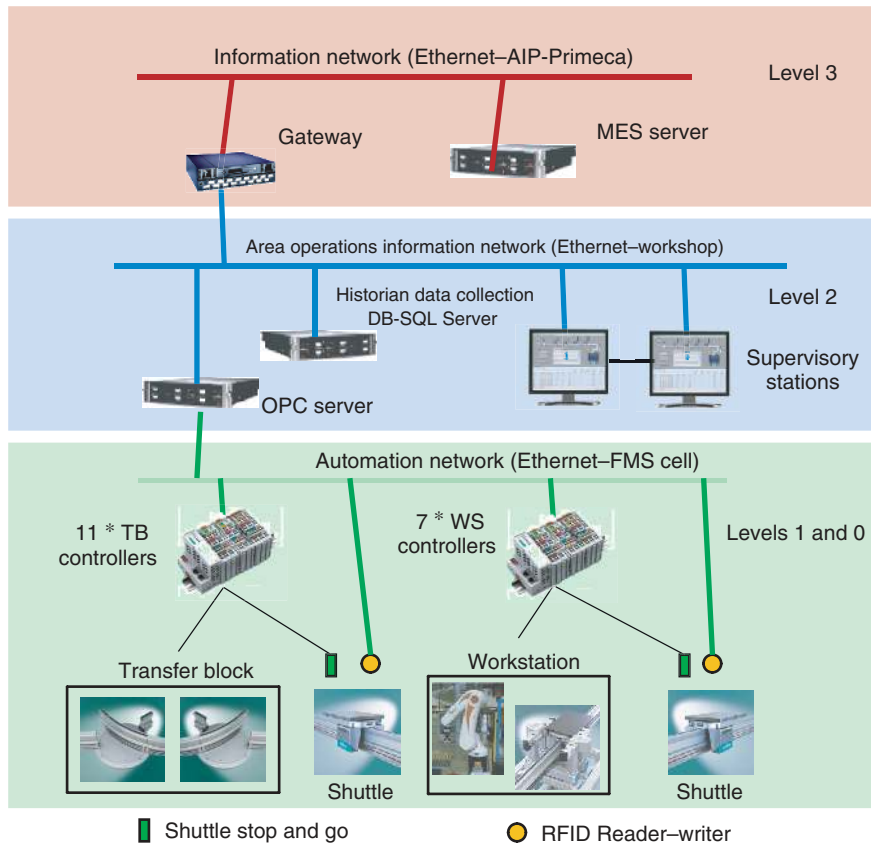 Information network (Ethernet–AIP-Primeca)
Level 3
Gateway
MES server
Area operations information network (Ethernet–workshop)
Level 2
Historian data collection
DB-SQL Server
Supervisory
stations
OPC server
Automation network (Ethernet–FMS cell)
11 * TB
controllers
7 * WS
controllers
Levels 1 and 0
Transfer block
Workstation
Shuttle
Shuttle
Shuttle stop and go
RFID Reader–writer